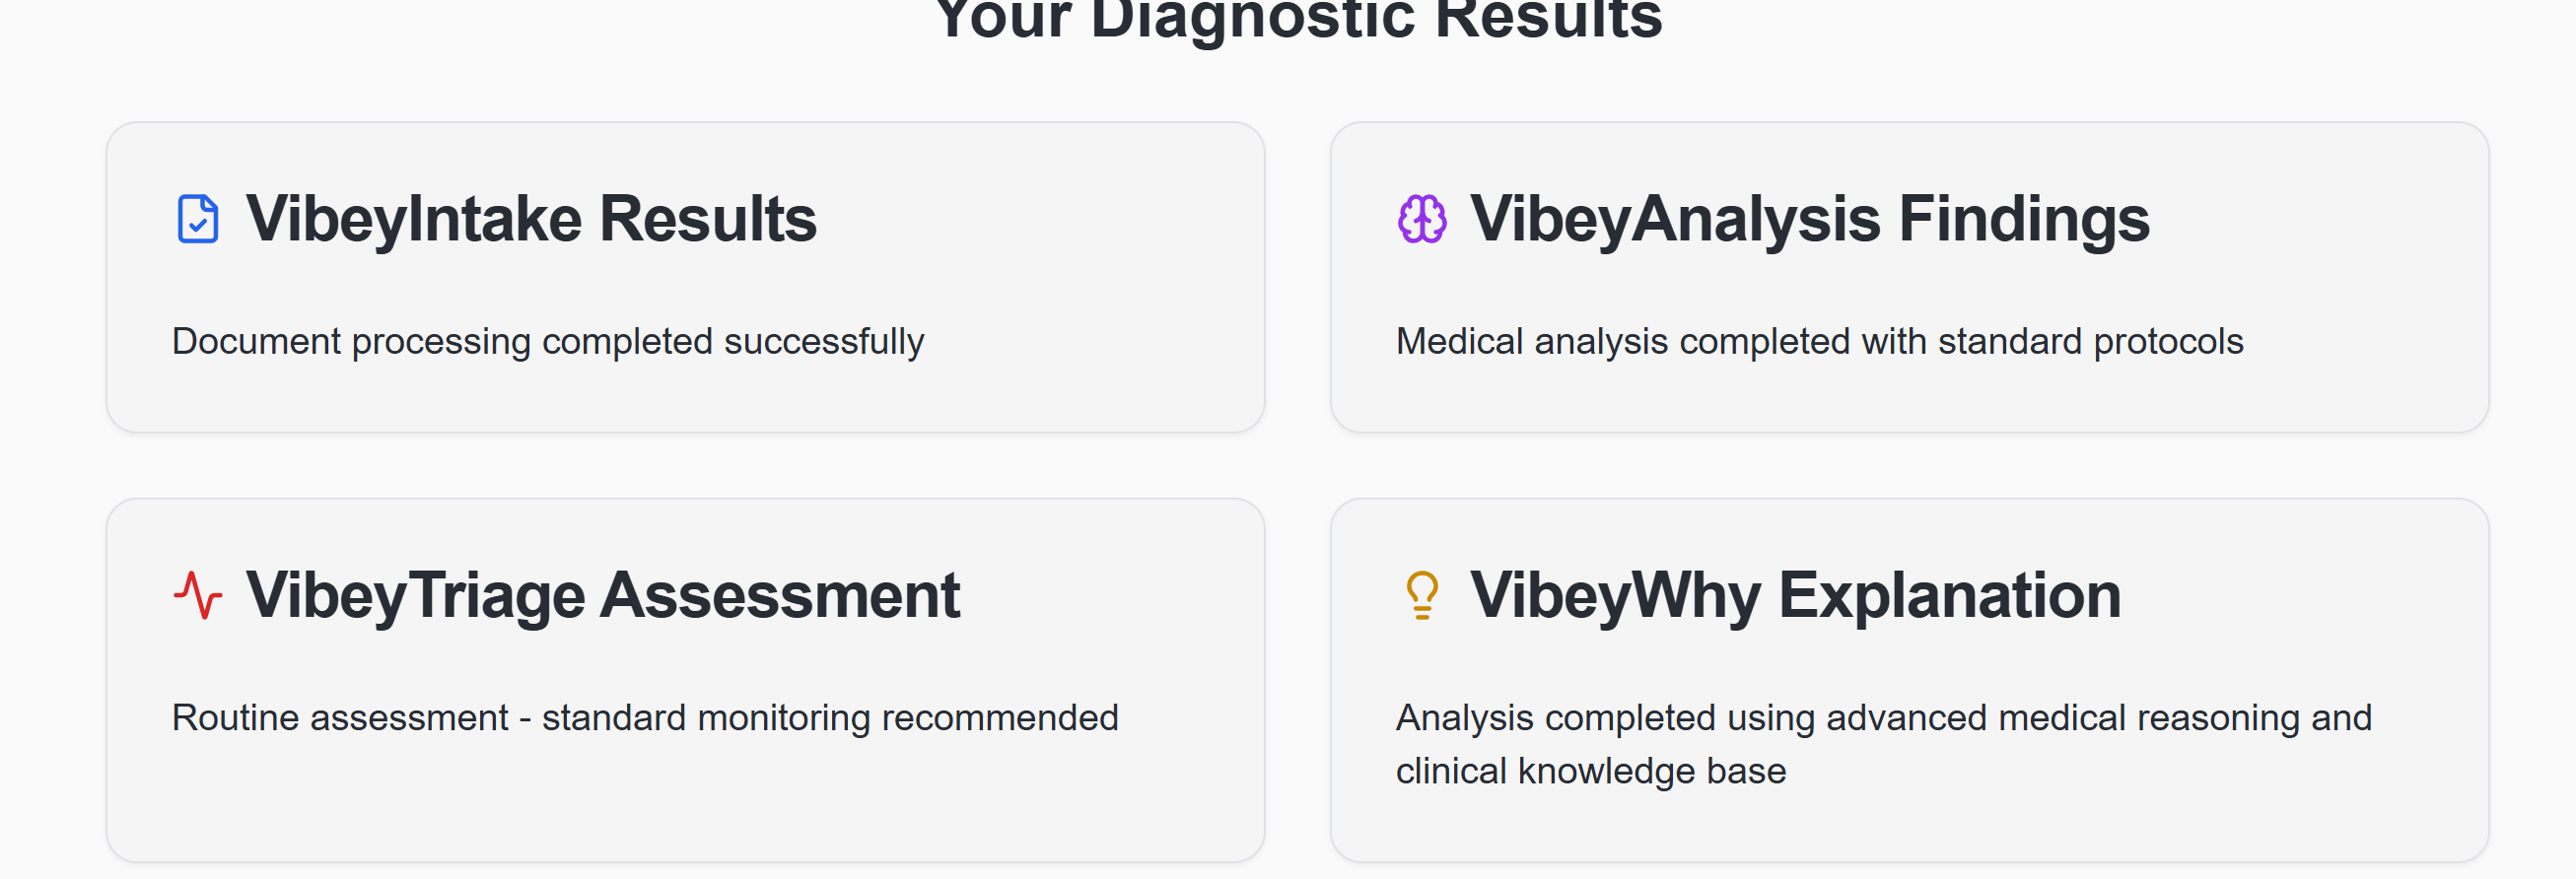 Your Diagnostic Results
VibeyIntake Results
Document processing completed successfully
VibeyAnalysis Findings
Medical analysis completed with standard protocols
VibeyTriage Assessment
Routine assessment - standard monitoring recommended
VibeyWhy Explanation
Analysis completed using advanced medical reasoning and
clinical knowledge base